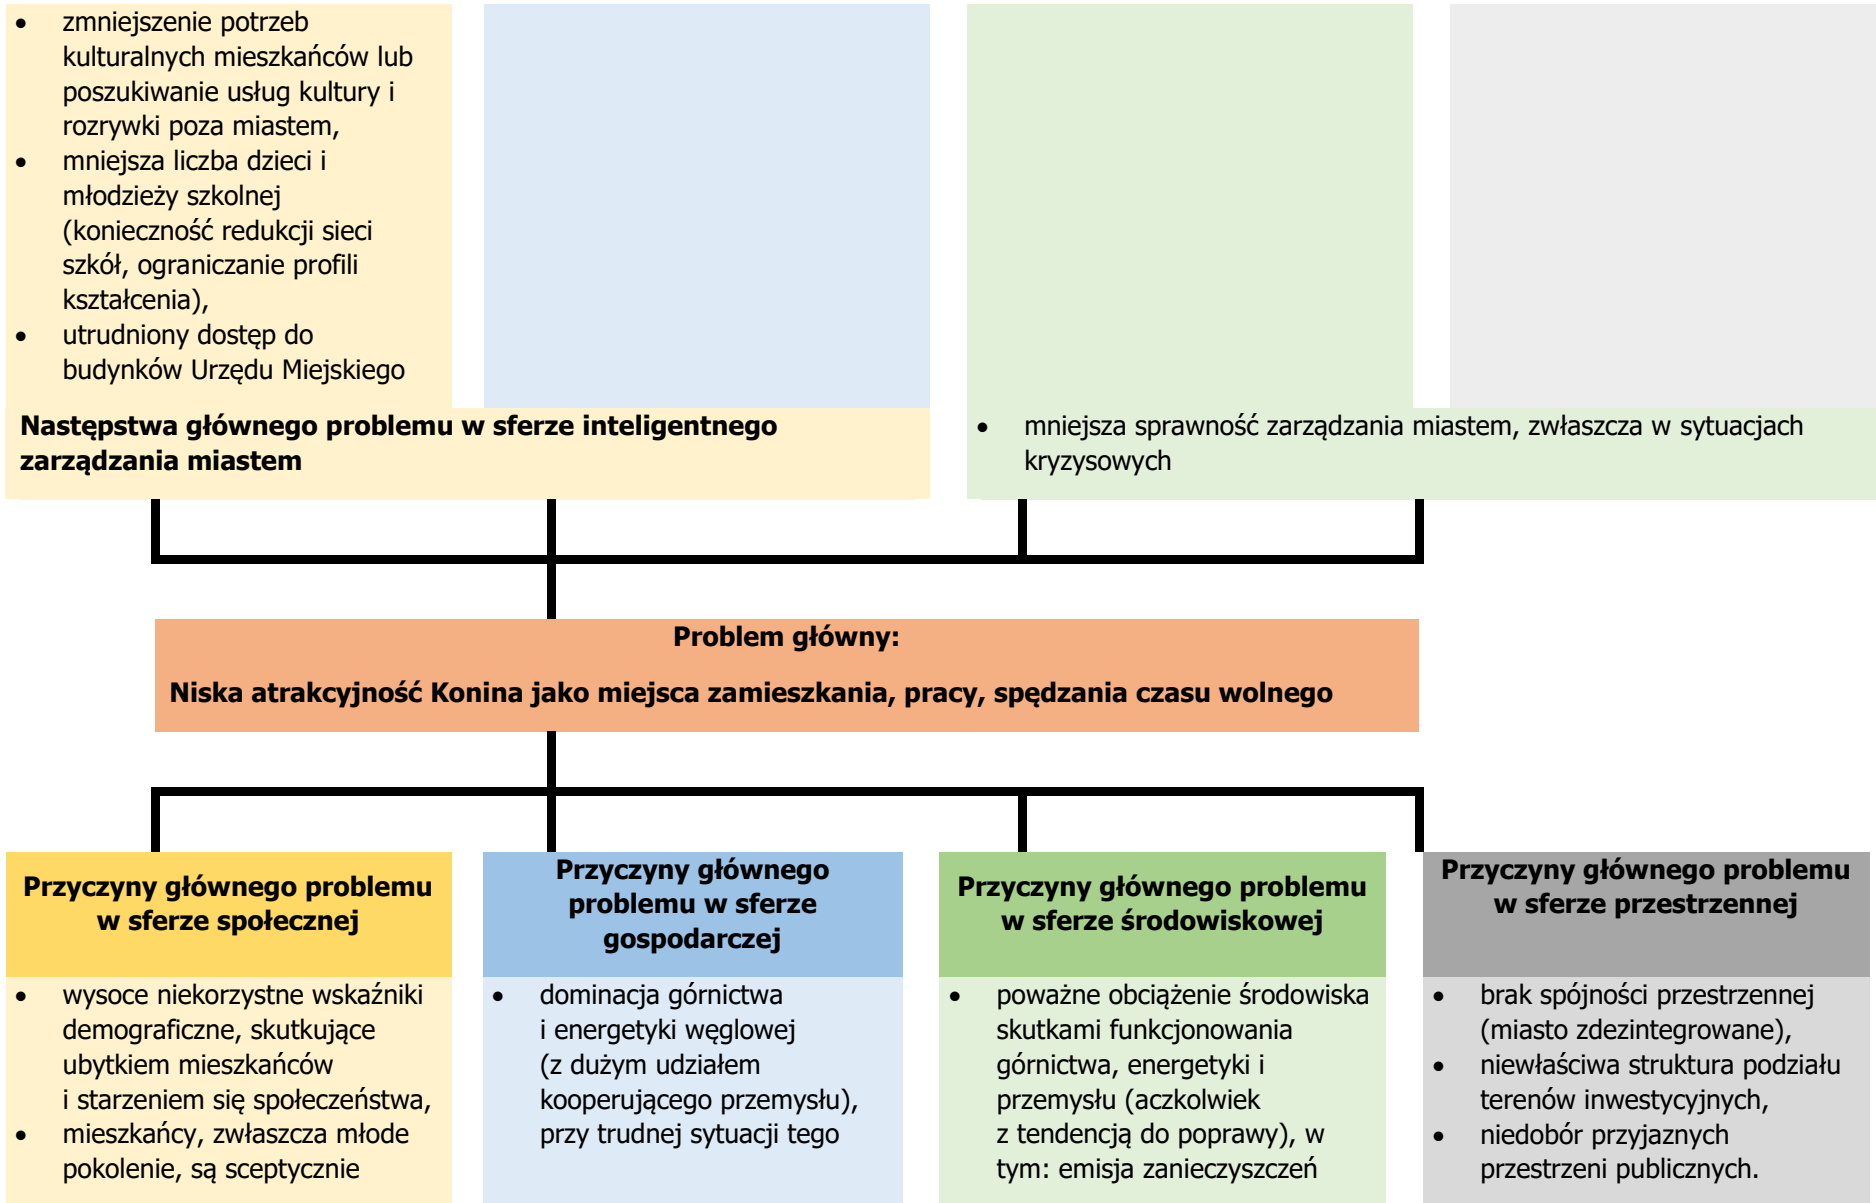 • zmniejszenie potrzeb
kulturalnych mieszkańców lub
poszukiwanie usług kultury i
rozrywki poza miastem,
• mniejsza liczba dzieci i
młodzieży szkolnej
(konieczność redukcji sieci
szkół, ograniczanie profili
kształcenia),
• utrudniony dostęp do
budynków Urzędu Miejskiego
Następstwa głównego problemu w sferze inteligentnego
zarządzania miastem
• mniejsza sprawność zarządzania miastem, zwłaszcza w sytuacjach
kryzysowych
Problem główny:
Niska atrakcyjność Konina jako miejsca zamieszkania, pracy, spędzania czasu wolnego
Przyczyny głównego problemu
w sferze społecznej
• wysoce niekorzystne wskaźniki
demograficzne, skutkujące
ubytkiem mieszkańców
i starzeniem się społeczeństwa,
• mieszkańcy, zwłaszcza młode
pokolenie, są sceptycznie
Przyczyny głównego
problemu w sferze
gospodarczej
• dominacja górnictwa
i energetyki węglowej
(z dużym udziałem
kooperującego przemysłu),
przy trudnej sytuacji tego
Przyczyny głównego problemu
w sferze środowiskowej
• poważne obciążenie środowiska
skutkami funkcjonowania
górnictwa, energetyki i
przemysłu (aczkolwiek
z tendencją do poprawy), w
tym: emisja zanieczyszczeń
Przyczyny głównego problemu
w sferze przestrzennej
• brak spójności przestrzennej
(miasto zdezintegrowane),
• niewłaściwa struktura podziału
terenów inwestycyjnych,
• niedobór przyjaznych
przestrzeni publicznych.